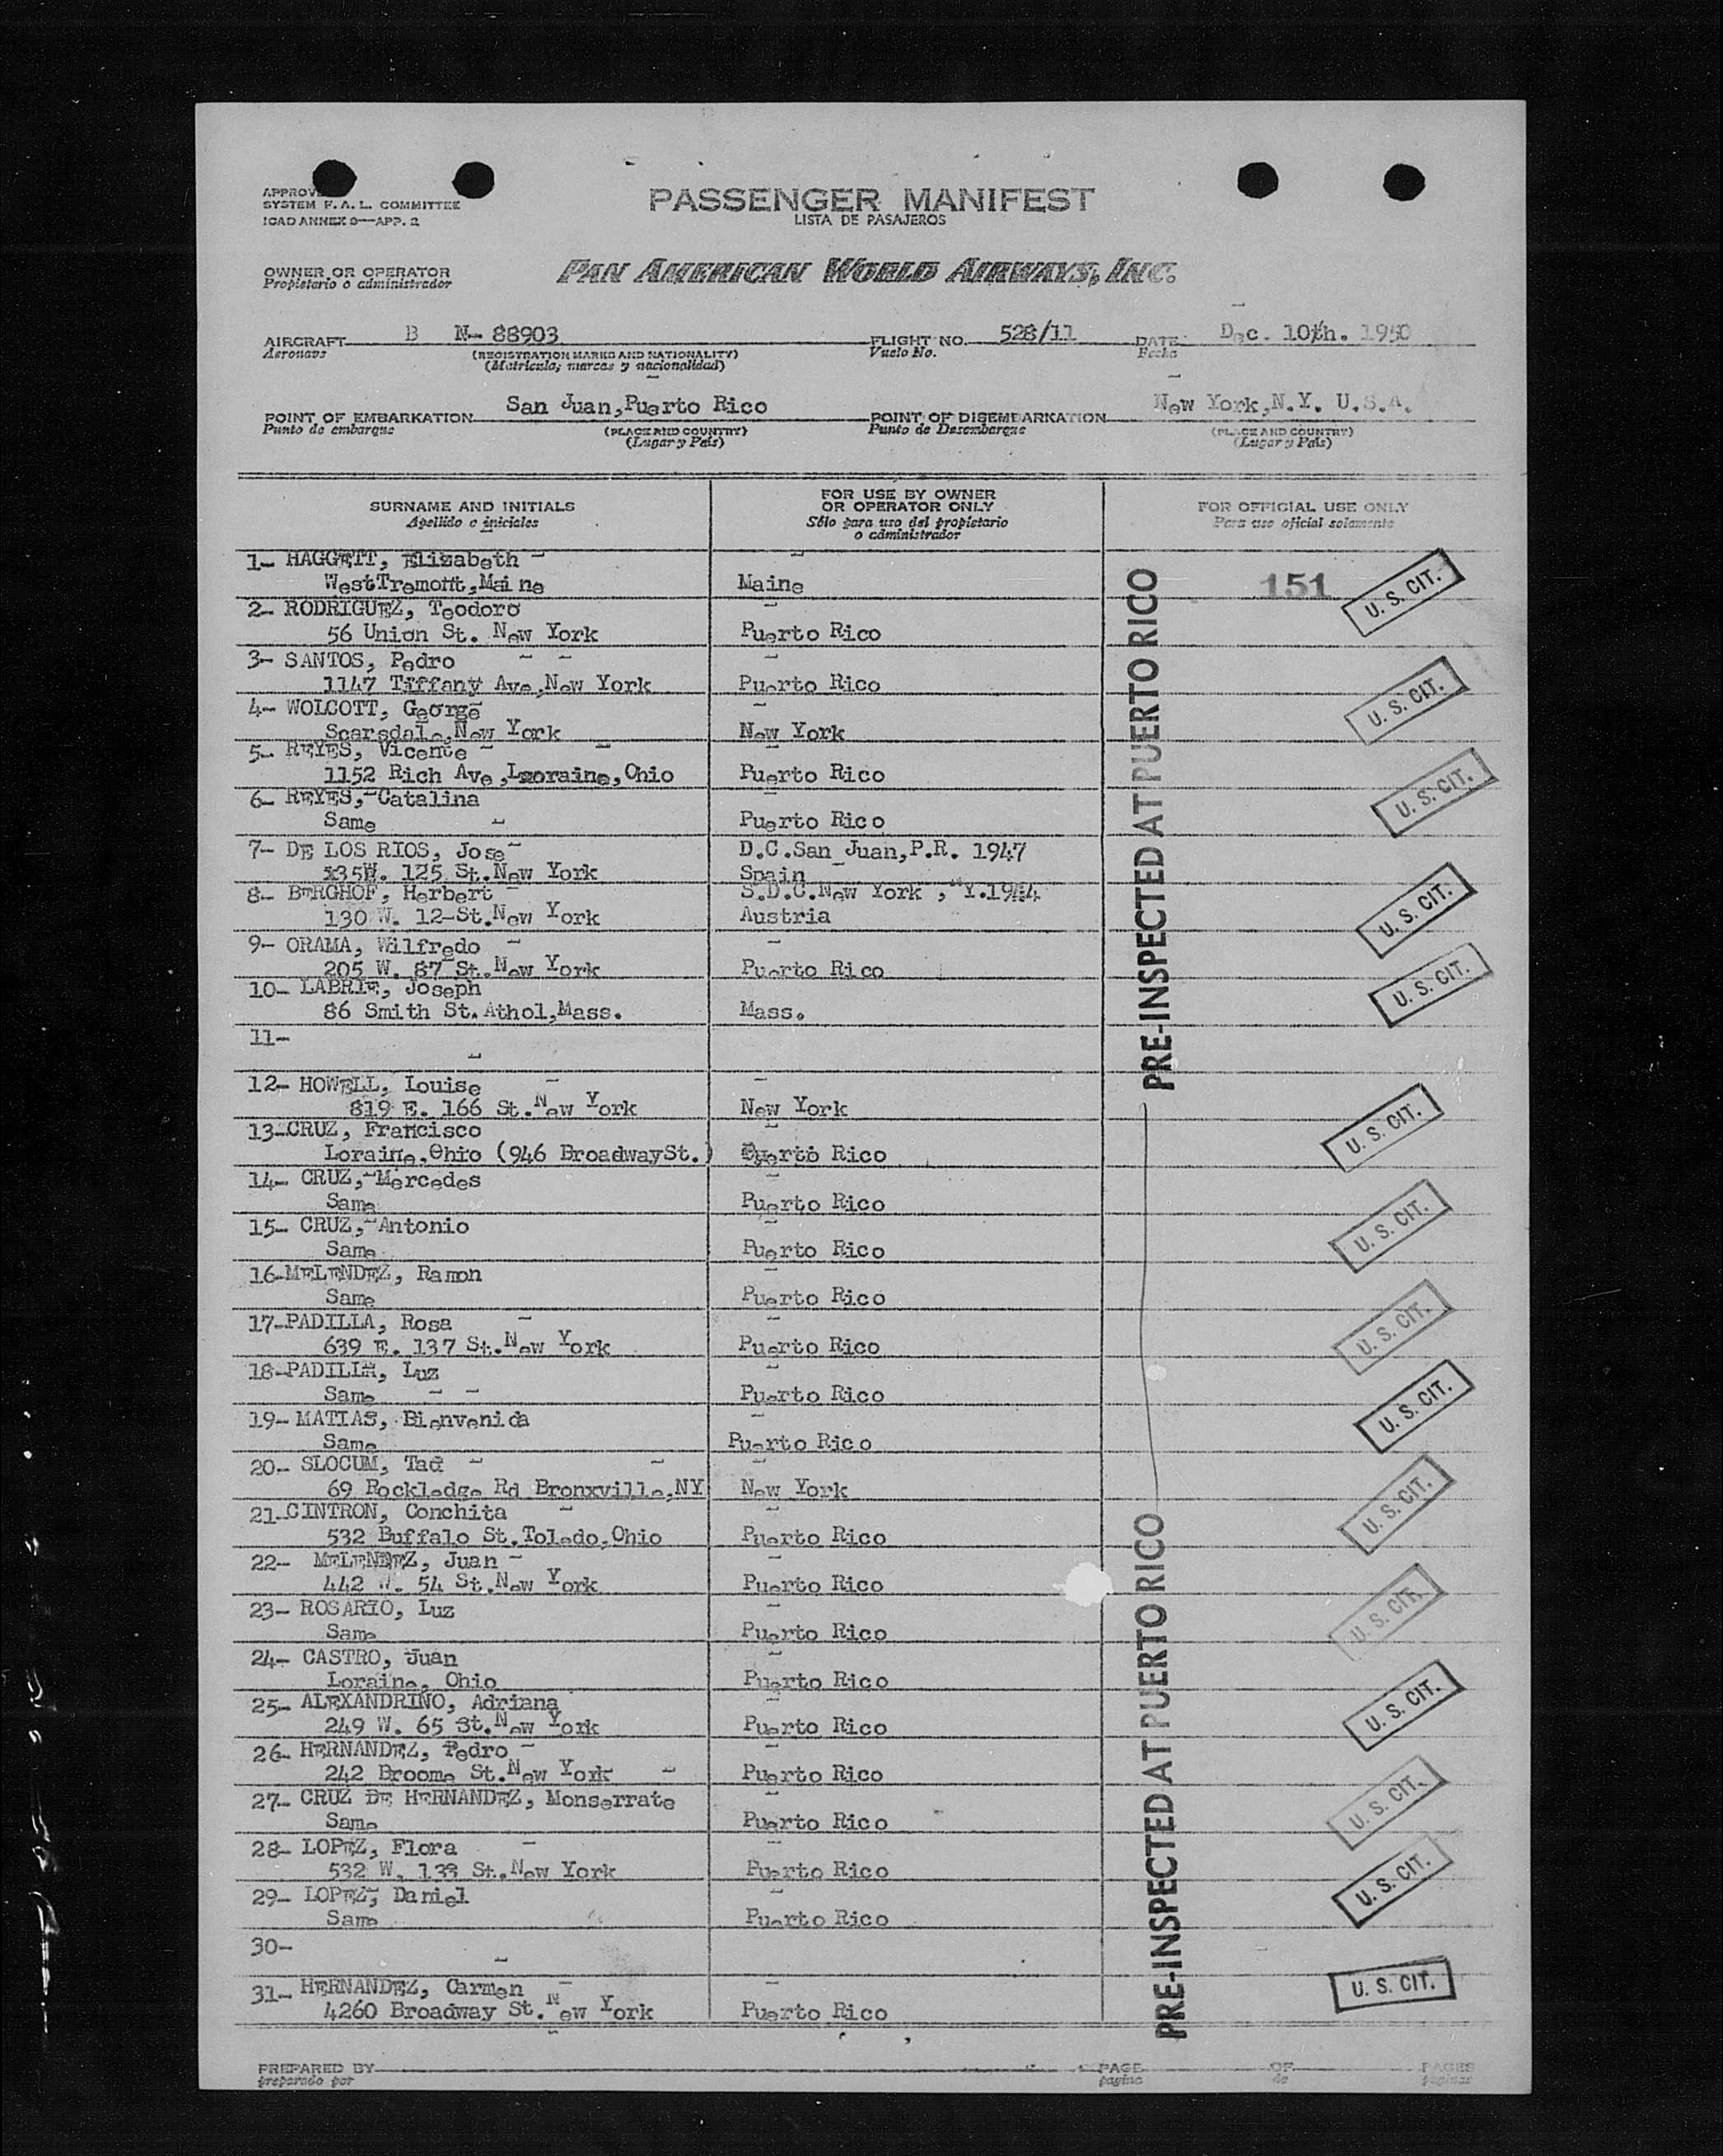 APPROV
SYSTEM F. A. L. COMMITTEE
ICAO ANNEX 9—APP. 2
PASSENGER MANIFEST
LISTA DE PASAJEROS
OWNER OR OPERATOR
Propietario o administrador
PAN AMERICAN WORLD AIRWAYS, INC.
AIRCRAFT B N- 88903 FLIGHT NO. 528/11 DATE Dec. 10th. 1950
Aeronave (REGISTRATION MARKS AND NATIONALITY) Vuelo No. Fecha
(Matricula; marcas y nacionalidad)
POINT OF EMBARKATION San Juan,Puerto Rico POINT OF DISEMBARKATION New York,N.Y. U.S.A.
Punto de embarque (PLACE AND COUNTRY) Punto de Desembarque (PLACE AND COUNTRY)
(Lugar y País) (Lugar y País)
SURNAME AND INITIALS FOR USE BY OWNER OR OPERATOR ONLY FOR OFFICIAL USE ONLY
Apellido e iniciales Sólo para uso del propietario o administrador Para uso oficial solamente
1- HAGGETT, Elizabeth
WestTremontt,Maine Maine 151 U. S. CIT.
2- RODRIGUEZ, Teodoro
56 Union St. New York Puerto Rico
3- SANTOS, Pedro
1147 Tiffany Ave,New York Puerto Rico U. S. CIT.
4- WOLCOTT, George
Scarsdale,New York New York
5- REYES, Vicente
1152 Rich Ave,Lzoraine,Ohio Puerto Rico U. S. CIT.
6- REYES, Catalina
Same Puerto Rico
7- DE LOS RIOS, Jose D.C.San Juan,P.R. 1947
x35W. 125 St.New York Spain
8- BERGHOF, Herbert S.D.C.New York , Y.1944 U. S. CIT.
130 W. 12-St.New York Austria
9- ORAMA, Wilfredo
205 W. 87 St.New York Puerto Rico U. S. CIT.
10- LABRIE, Joseph
86 Smith St.Athol,Mass. Mass.
11-
12- HOWELL, Louise
819 E. 166 St.New York New York U. S. CIT.
13-CRUZ, Francisco
Loraine,Ohio (946 BroadwaySt.) Puerto Rico
14- CRUZ, Mercedes
Same Puerto Rico
15- CRUZ, Antonio
Same Puerto Rico U. S. CIT.
16-MELENDEZ, Ramon
Same Puerto Rico
17-PADILLA, Rosa
639 E. 137 St.New York Puerto Rico U. S. CIT.
18-PADILLA, Luz
Same Puerto Rico
19- MATIAS, Bienvenida
Same Puerto Rico U. S. CIT.
20- SLOCUM, Tad
69 Rockledge Rd Bronxville,NY New York
21-CINTRON, Conchita
532 Buffalo St.Toledo,Ohio Puerto Rico U. S. CIT.
22- MELENDEZ, Juan
442 W. 54 St.New York Puerto Rico
23- ROSARIO, Luz
Same Puerto Rico U. S. CIT.
24- CASTRO, Juan
Loraine, Ohio Puerto Rico
25- ALEXANDRINO, Adriana
249 W. 65 St.New York Puerto Rico U. S. CIT.
26- HERNANDEZ, Pedro
242 Broome St.New York Puerto Rico
27- CRUZ DE HERNANDEZ, Monserrate
Same Puerto Rico U. S. CIT.
28- LOPEZ, Flora
532 W. 138 St.New York Puerto Rico
29- LOPEZ, Daniel
Same Puerto Rico U. S. CIT.
30-
31- HERNANDEZ, Carmen
4260 Broadway St.New York Puerto Rico U. S. CIT.
PRE-INSPECTED AT PUERTO RICO
PRE-INSPECTED AT PUERTO RICO
PREPARED BY PAGE OF PAGES
preparado por pagina de paginas